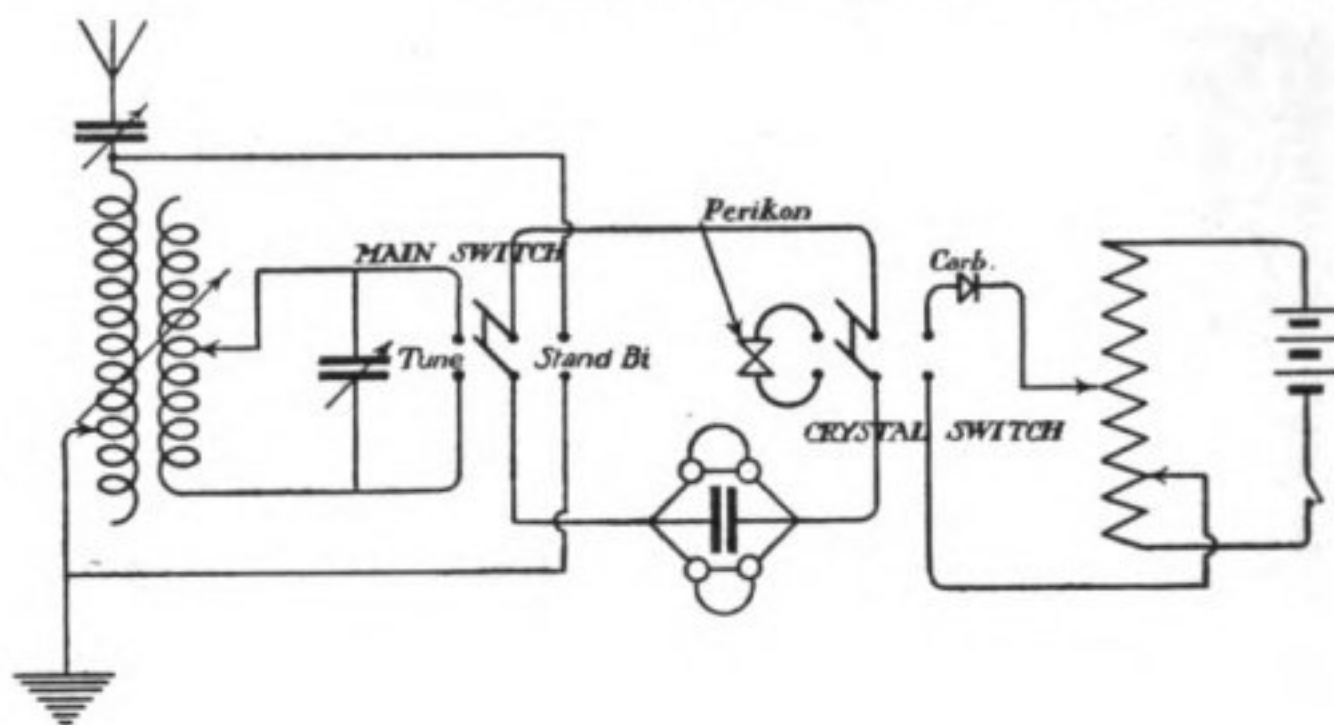 Perikon
MAIN SWITCH
Carb.
Tune
Stand Bi
CRYSTAL SWITCH